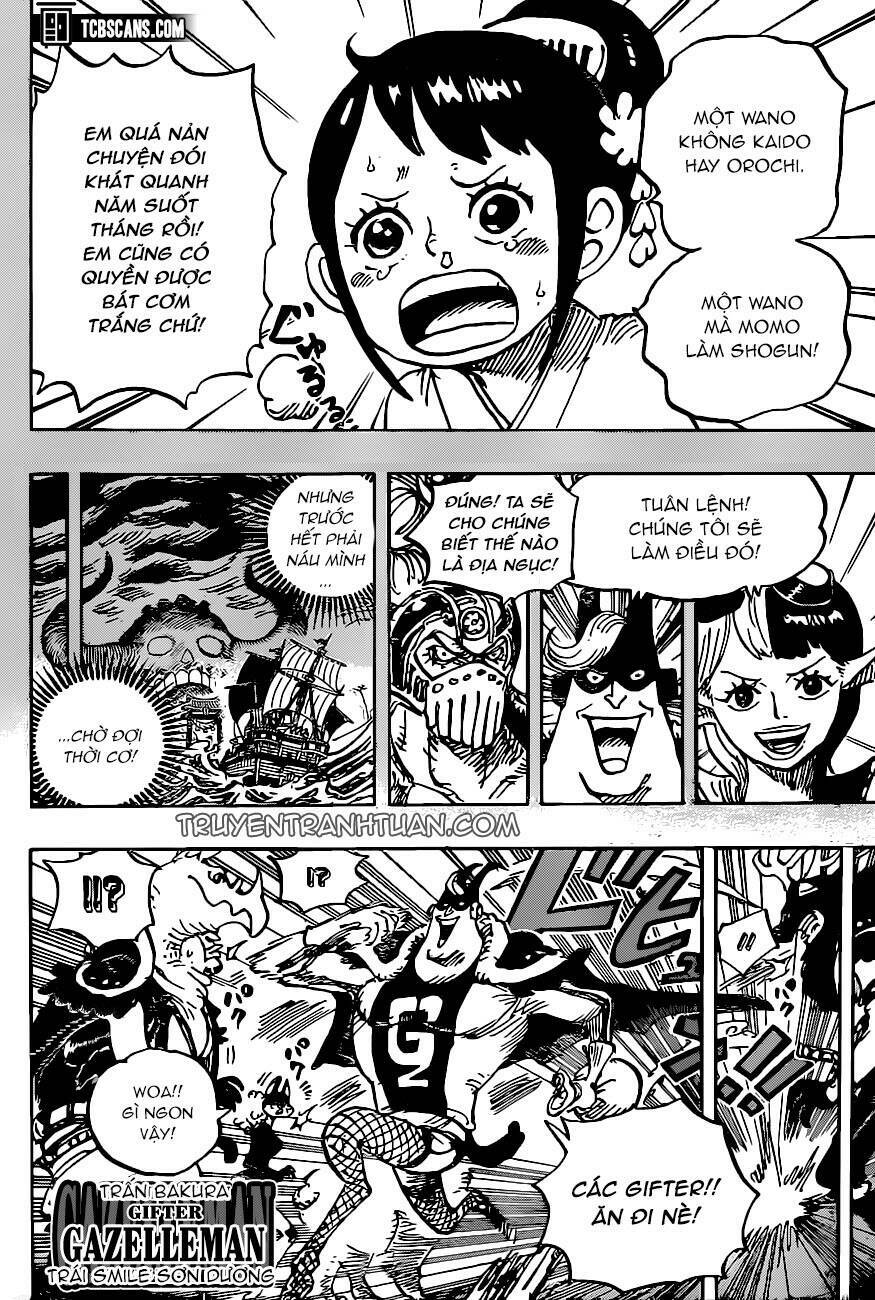 TCBSCANS.COM
MỘT WANO
KHÔNG KAIDO
HAY OROCHI.
MỘT WANO
MÀ MOMO
LÀM SHOGUN!
EM QUÁ NẢN
CHUYỆN ĐÓI
KHÁT QUANH
NĂM SUỐT
THÁNG RỒI!
EM CŨNG CÓ
QUYỀN ĐƯỢC
BÁT CƠM
TRẮNG CHỨ!
TUÂN LỆNH!
CHÚNG TÔI SẼ
LÀM ĐIỀU ĐÓ!
ĐÚNG! TA SẼ
CHO CHÚNG
BIẾT THẾ NÀO
LÀ ĐỊA NGỤC!
NHƯNG
TRƯỚC
HẾT PHẢI
NÁU MÌNH
...
...CHỜ ĐỢI
THỜI CƠ!
TRUYENTRANHTUAN.COM
!!
!?
!!?
CÁC GIFTER!!
ĂN ĐI NÈ!
G
2
WOA!!
GÌ NGON
VẬY!
TRẤN BAKURA
GIFTER
GAZELLEMAN
TRÁI SMILE: SƠN DƯƠNG